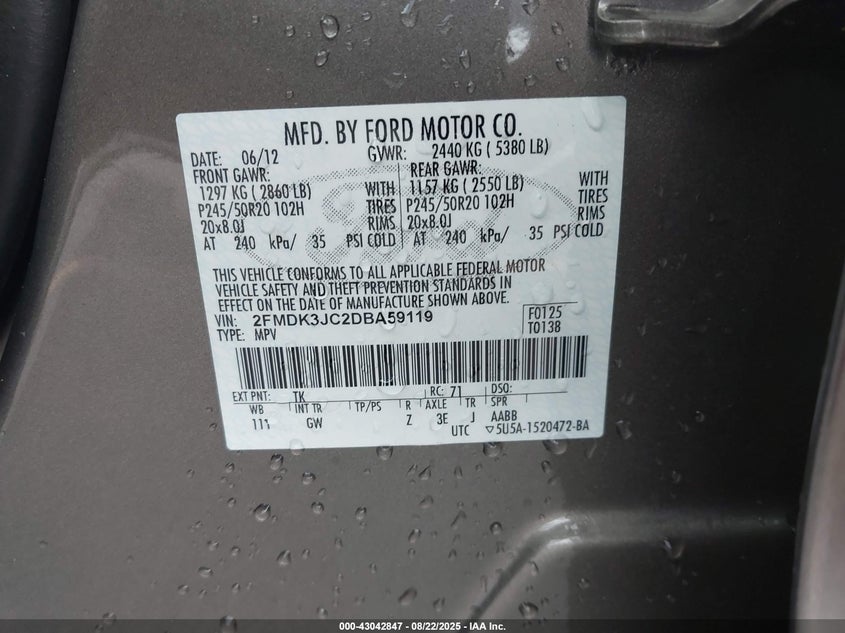 MFD. BY FORD MOTOR CO.
DATE: 06/12 GVWR: 2440 KG ( 5380 LB)
FRONT GAWR: REAR GAWR:
1297 KG ( 2860 LB) WITH 1157 KG ( 2550 LB) WITH
P245/50R20 102H TIRES P245/50R20 102H TIRES
20x8.0J RIMS 20x8.0J RIMS
AT 240 kPa/ 35 PSI COLD AT 240 kPa/ 35 PSI COLD
Ford
THIS VEHICLE CONFORMS TO ALL APPLICABLE FEDERAL MOTOR
VEHICLE SAFETY AND THEFT PREVENTION STANDARDS IN
EFFECT ON THE DATE OF MANUFACTURE SHOWN ABOVE.
VIN: 2FMDK3JC2DBA59119 F0125
TYPE: MPV T0138
EXT PNT: TK RC: 71 DSO:
WB INT TR TP/PS R AXLE TR SPR
111 GW Z 3E J AABB
UTC ▽5U5A-1520472-BA
000-43042847 - 08/22/2025 - IAA Inc.